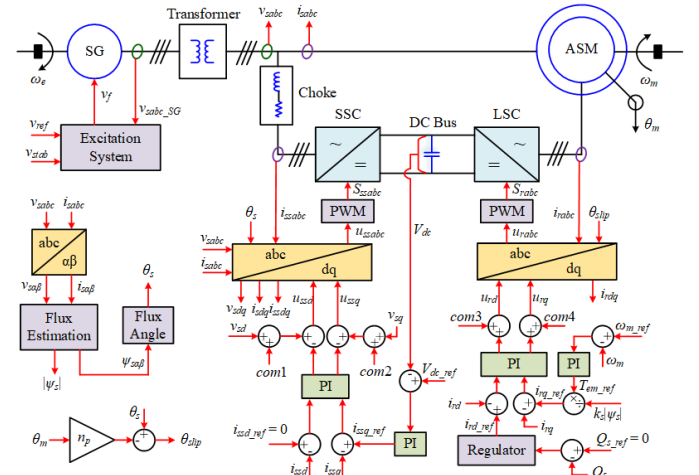 Transformer
v_sabc
i_sabc
SG
ASM
ω_e
ω_m
v_f
v_sabc_SG
Choke
θ_m
v_ref
v_stab
Excitation
System
SSC
DC Bus
LSC
~
=
~
=
S_ssabc
S_rabc
v_sabc
i_sabc
θ_s
i_ssabc
PWM
V_dc
PWM
i_rabc
θ_slip
u_ssabc
u_rabc
abc
αβ
θ_s
v_sabc
i_sabc
abc
dq
abc
dq
v_sαβ
i_sαβ
v_sdq
i_sdq
i_ssdq
u_ssd
u_ssq
v_sq
u_rd
u_rq
i_rdq
Flux
Estimation
Flux
Angle
v_sd
com3
com4
ω_m_ref
com1
com2
PI
PI
ω_m
|ψ_s|
ψ_sαβ
PI
V_dc_ref
T_em_ref
i_rd
i_rq_ref
k_s|ψ_s|
θ_s
i_rd_ref
i_rq
θ_m
n_p
θ_slip
i_ssd_ref = 0
i_ssq_ref
PI
Regulator
Q_s_ref = 0
i_ssd
i_ssq
Q_s